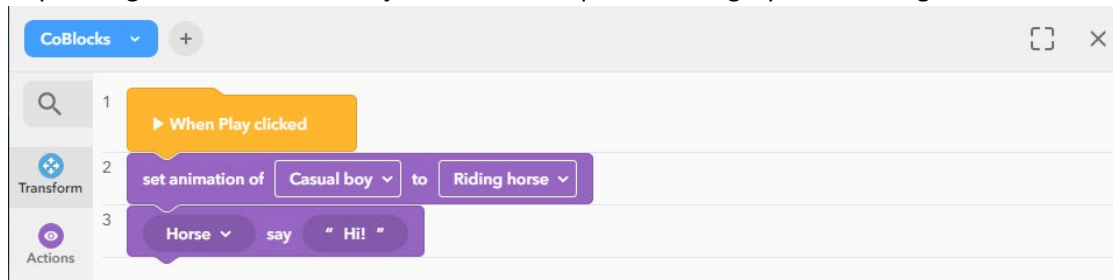 CoBlocks
1
When Play clicked
Transform
2
set animation of Casual boy to Riding horse
3
Horse say " Hi! "
Actions